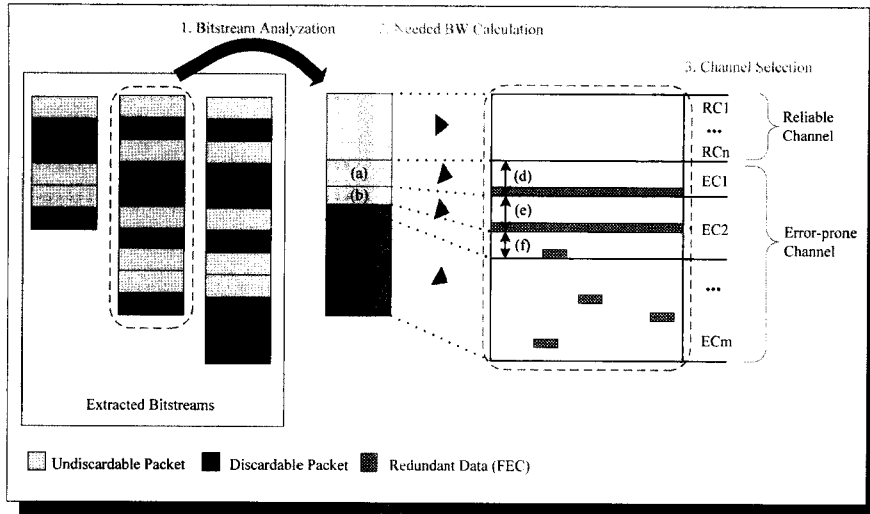 1. Bitstream Analyzation
2. Needed BW Calculation
3. Channel Selection
RC1
...
RCn
Reliable
Channel
(a)
(b)
(d)
(e)
(f)
EC1
EC2
...
ECm
Error-prone
Channel
Extracted Bitstreams
Undiscardable Packet
Discardable Packet
Redundant Data (FEC)